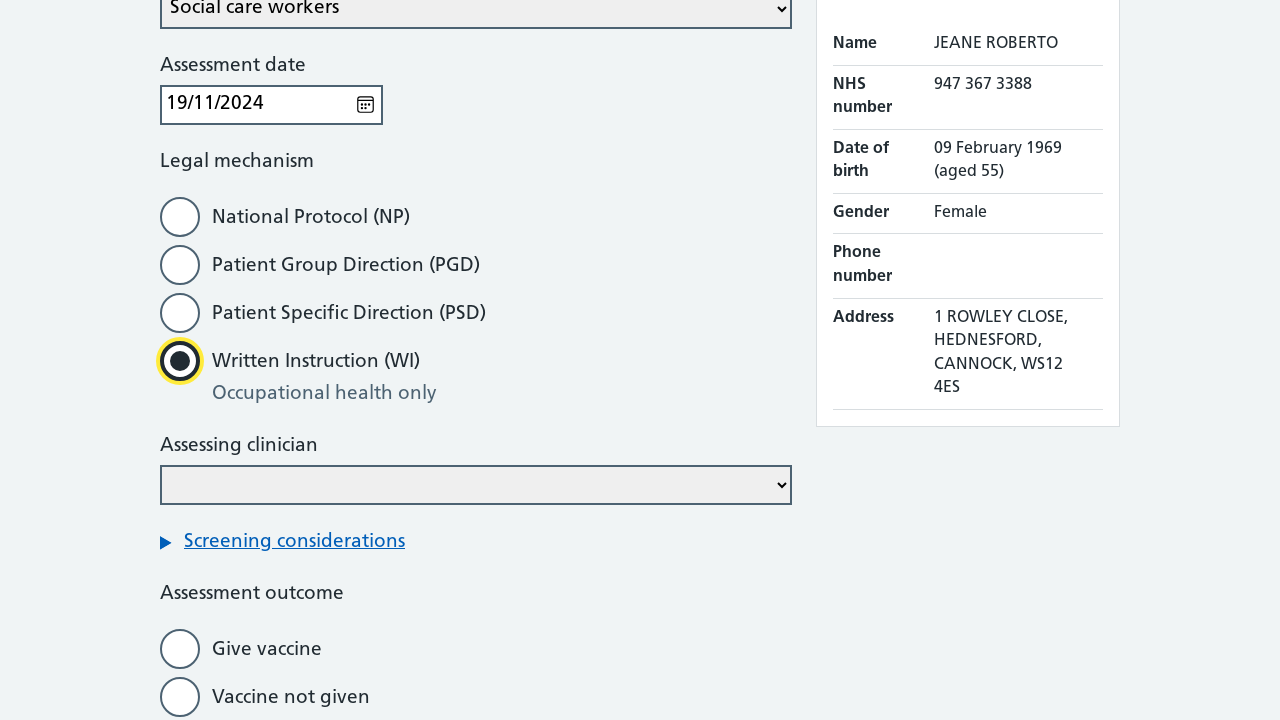 Social care workers
Assessment date
19/11/2024
Legal mechanism
National Protocol (NP)
Patient Group Direction (PGD)
Patient Specific Direction (PSD)
Written Instruction (WI)
Occupational health only
Assessing clinician
Screening considerations
Assessment outcome
Give vaccine
Vaccine not given
Name JEANE ROBERTO
NHS number 947 367 3388
Date of birth 09 February 1969
(aged 55)
Gender Female
Phone number
Address 1 ROWLEY CLOSE,
HEDNESFORD,
CANNOCK, WS12
4ES